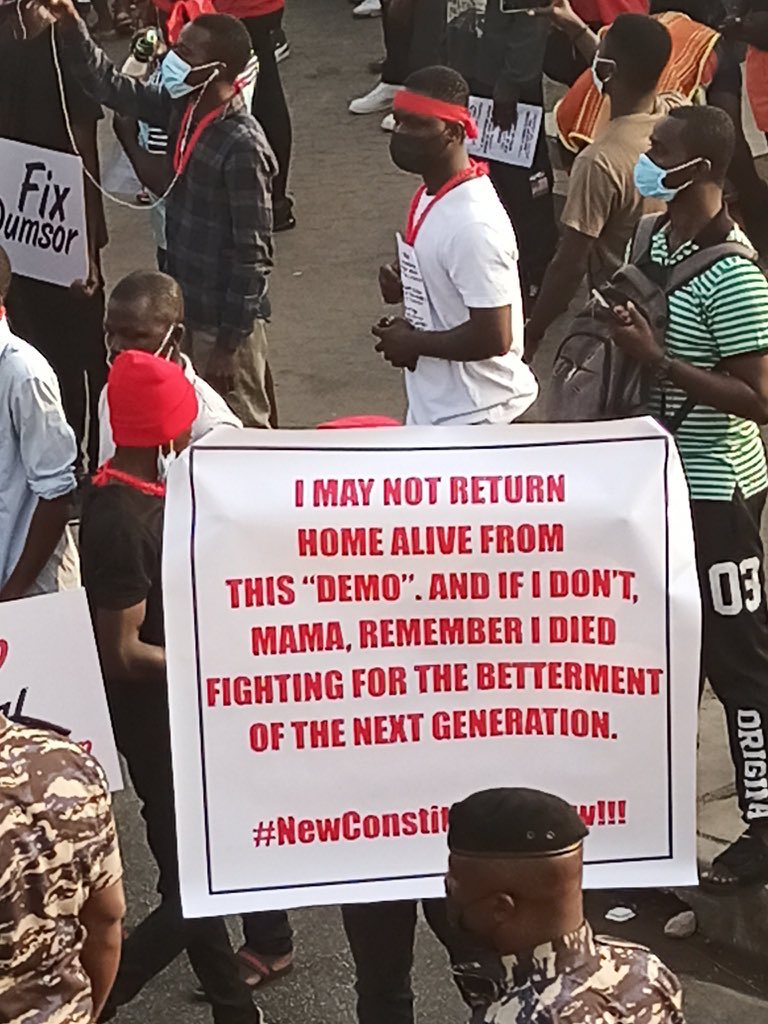 Fix
Dumsor
I MAY NOT RETURN
HOME ALIVE FROM
THIS “DEMO”. AND IF I DON’T,
MAMA, REMEMBER I DIED
FIGHTING FOR THE BETTERMENT
OF THE NEXT GENERATION.
03